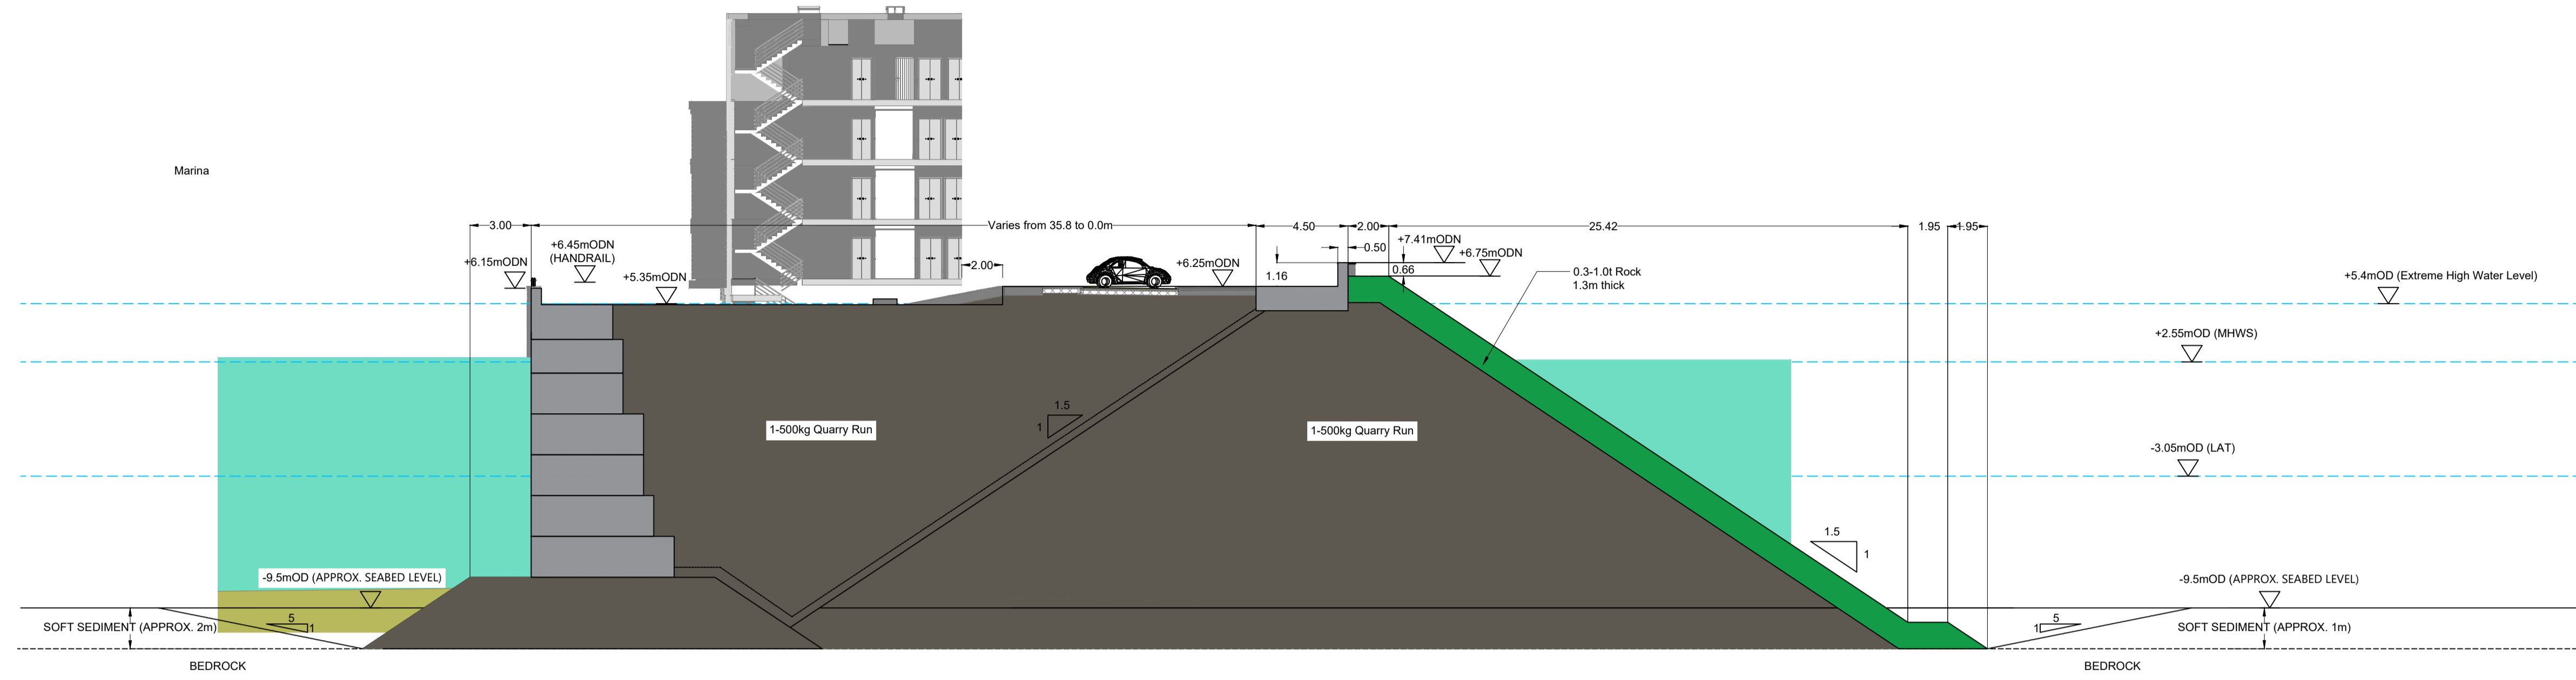 Marina
3.00
Varies from 35.8 to 0.0m
4.50
2.00
25.42
1.95
1.95
+6.45mODN
(HANDRAIL)
+6.15mODN
+5.35mODN
2.00
+6.25mODN
1.16
0.50
+7.41mODN
+6.75mODN
0.66
0.3-1.0t Rock
1.3m thick
+5.4mOD (Extreme High Water Level)
+2.55mOD (MHWS)
1.5
1
1-500kg Quarry Run
1-500kg Quarry Run
-3.05mOD (LAT)
1.5
1
-9.5mOD (APPROX. SEABED LEVEL)
-9.5mOD (APPROX. SEABED LEVEL)
5
1
SOFT SEDIMENT (APPROX. 2m)
5
1
SOFT SEDIMENT (APPROX. 1m)
BEDROCK
BEDROCK